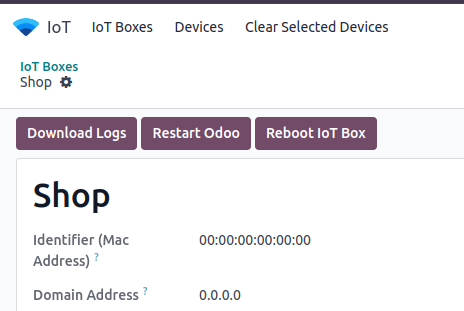 IoT IoT Boxes Devices Clear Selected Devices
IoT Boxes
Shop
Download Logs Restart Odoo Reboot IoT Box
Shop
Identifier (Mac 00:00:00:00:00:00
Address) ?
Domain Address ? 0.0.0.0